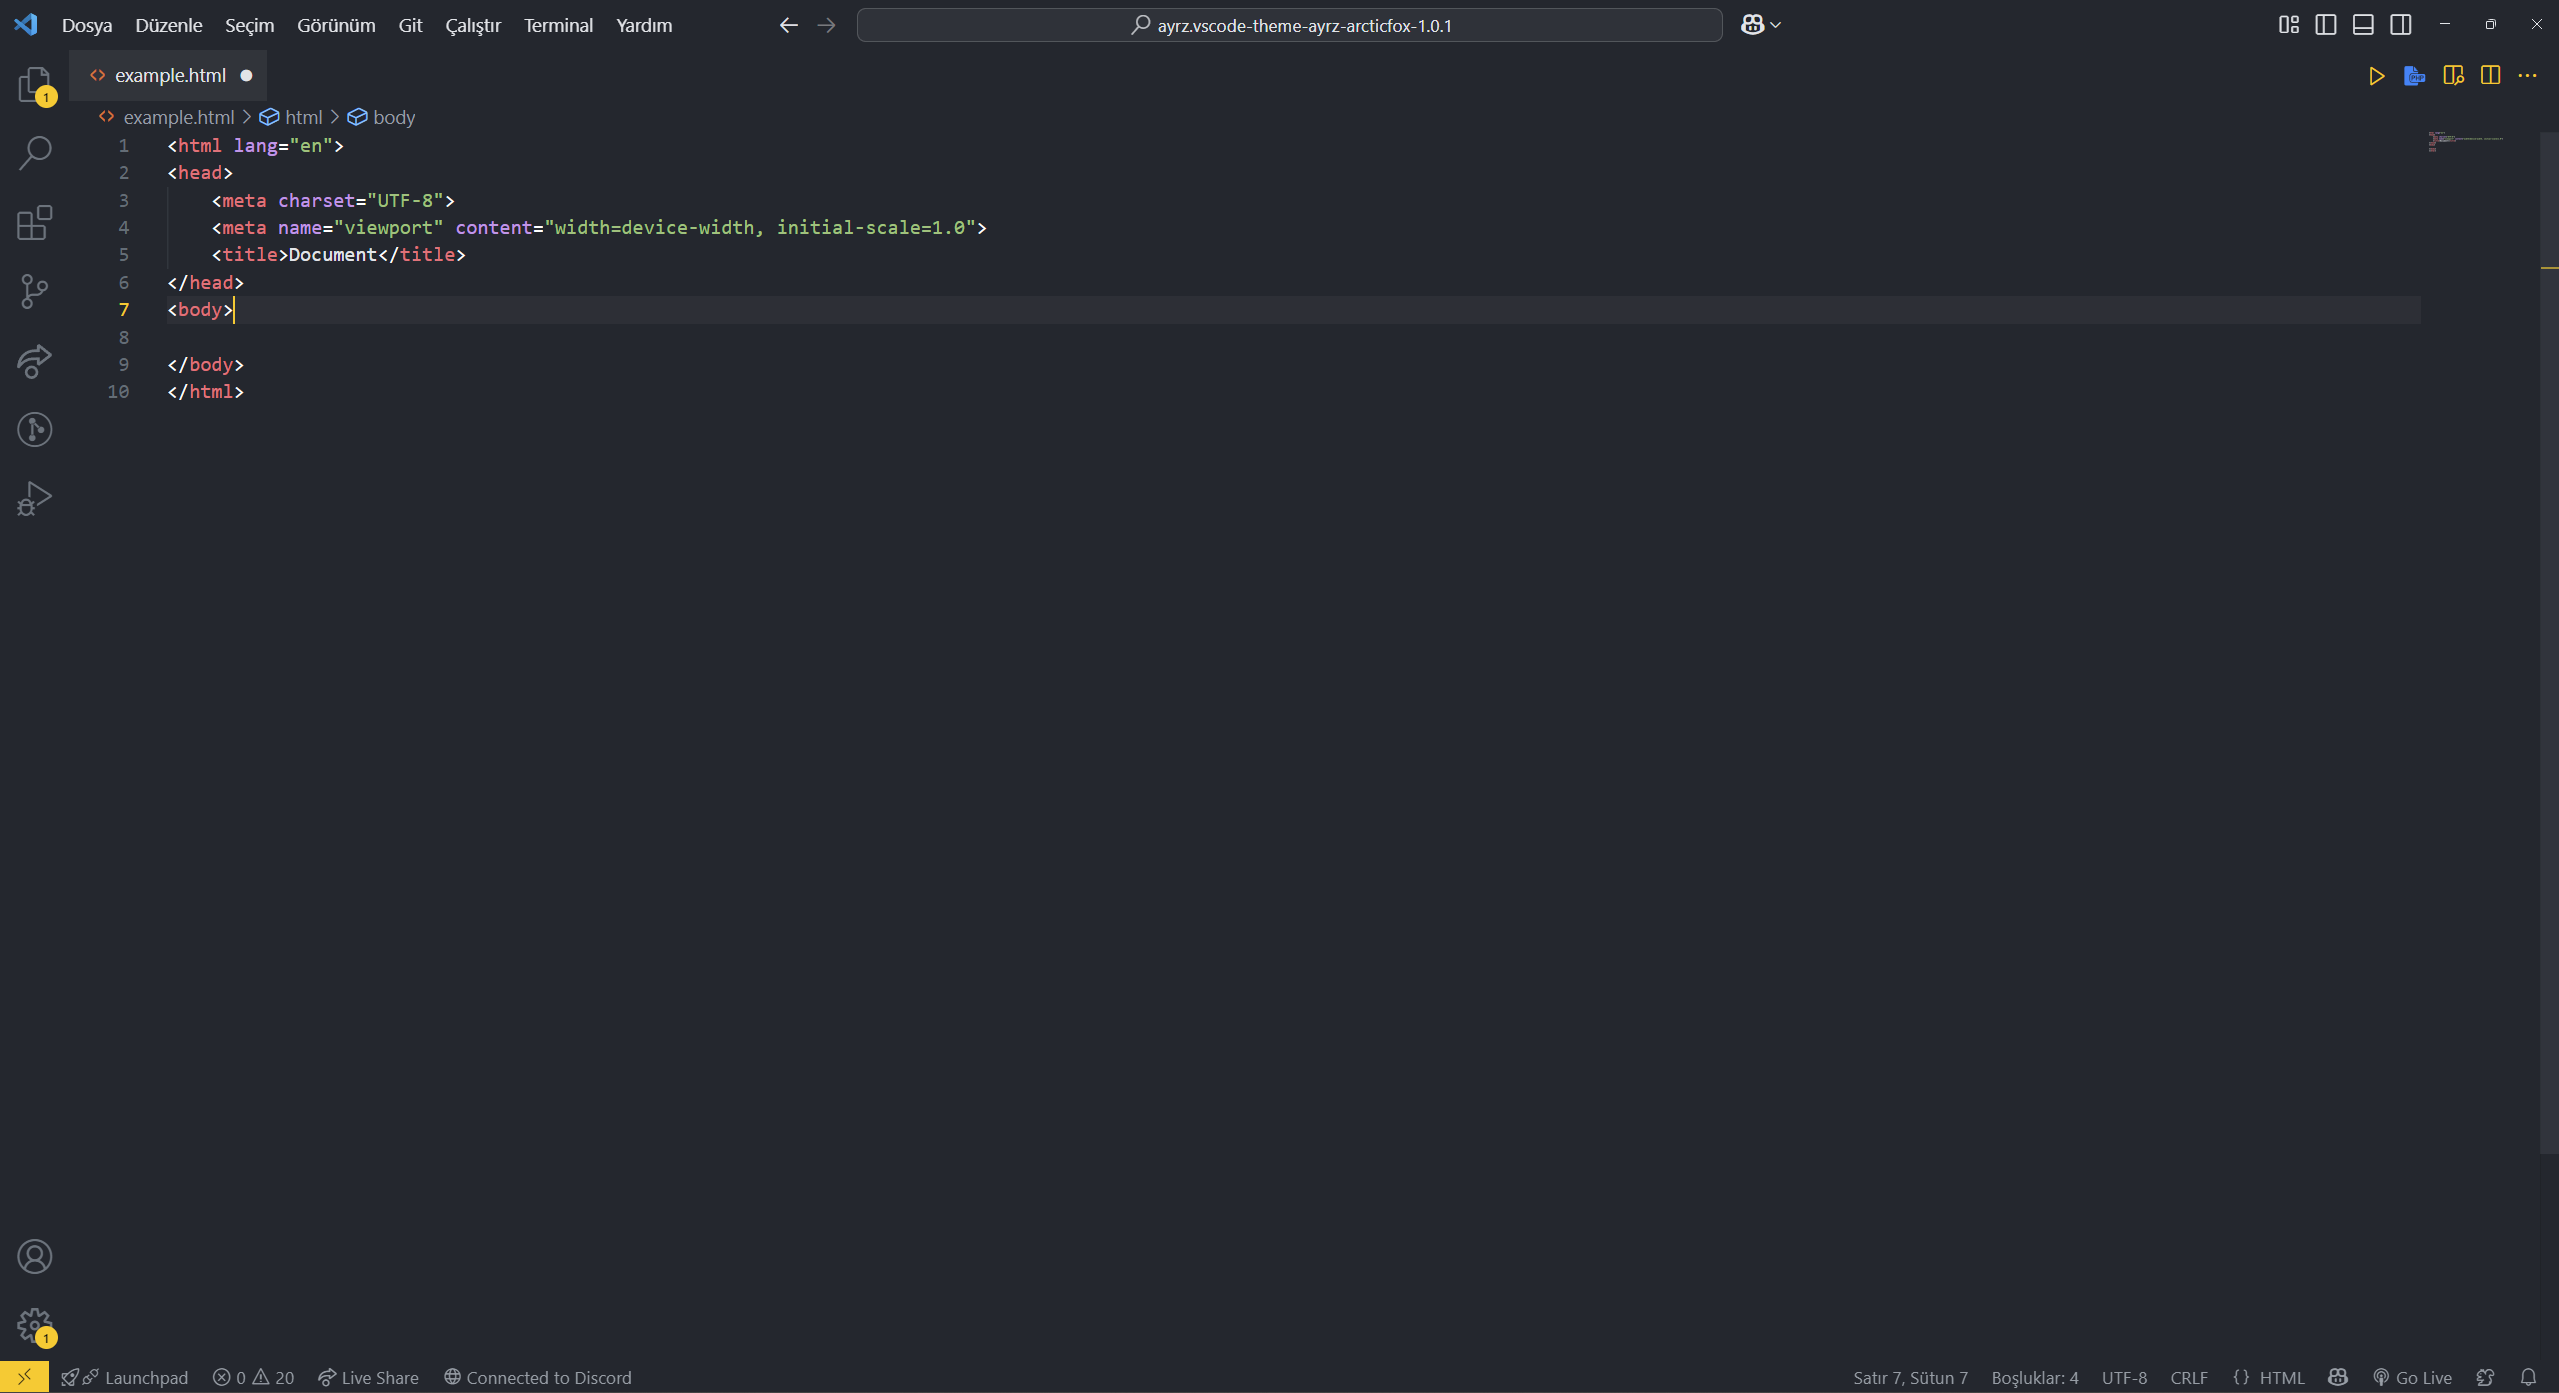 Dosya Düzenle Seçim Görünüm Git Çalıştır Terminal Yardım
ayrz.vscode-theme-ayrz-arcticfox-1.0.1
example.html
1
PHP
example.html > html > body
1 <html lang="en">
2 <head>
3     <meta charset="UTF-8">
4     <meta name="viewport" content="width=device-width, initial-scale=1.0">
5     <title>Document</title>
6 </head>
7 <body>
8
9 </body>
10 </html>
1
Launchpad 0 20 Live Share Connected to Discord Satır 7, Sütun 7 Boşluklar: 4 UTF-8 CRLF {} HTML Go Live